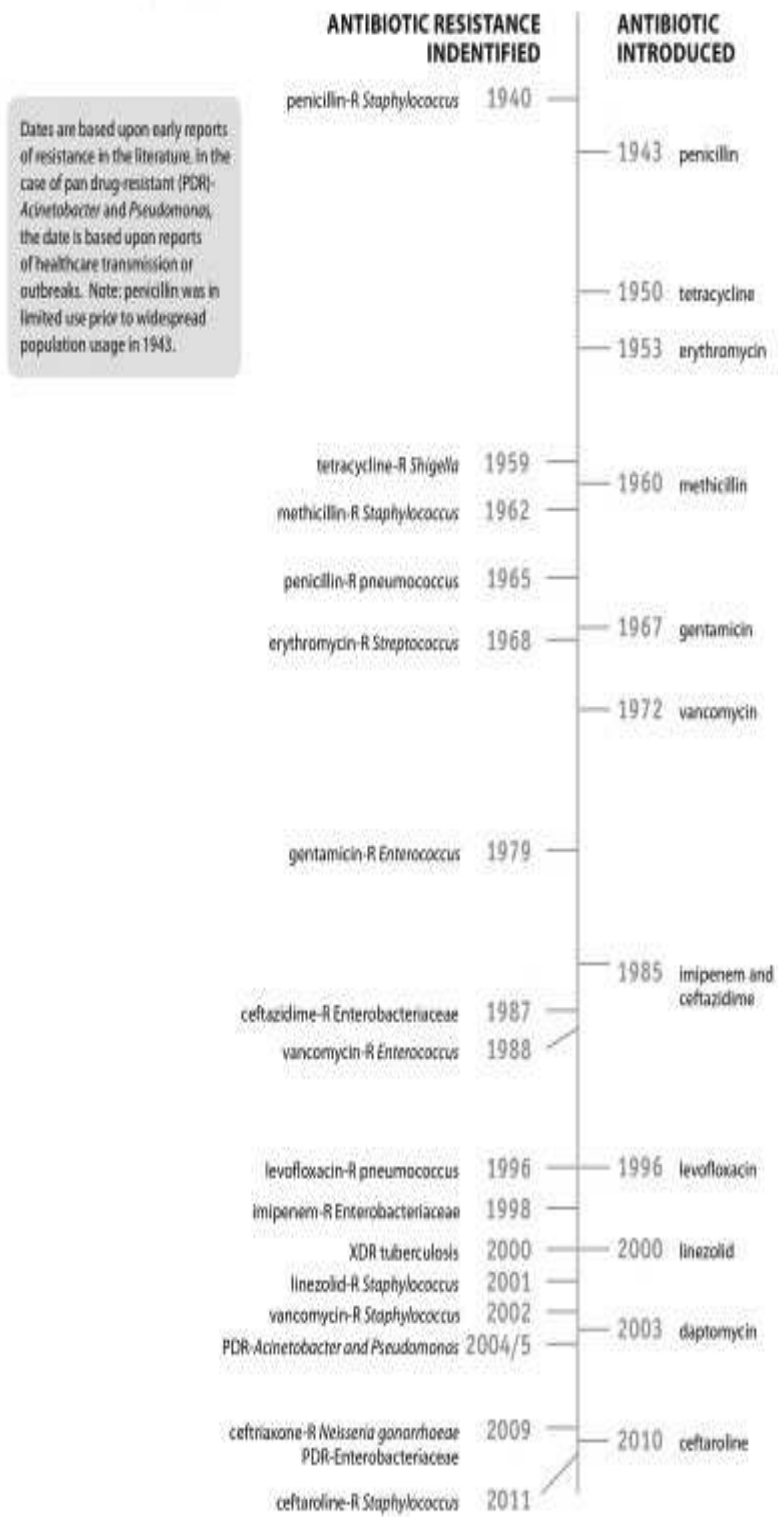 ANTIBIOTIC RESISTANCE
INDENTIFIED
ANTIBIOTIC
INTRODUCED
penicillin-R Staphylococcus 1940
Dates are based upon early reports
of resistance in the literature. In the
case of pan drug-resistant (PDR)-
Acinetobacter and Pseudomonas,
the date is based upon reports
of healthcare transmission or
outbreaks. Note: penicillin was in
limited use prior to widespread
population usage in 1943.
1943 penicillin
1950 tetracycline
1953 erythromycin
tetracycline-R Shigella 1959
1960 methicillin
methicillin-R Staphylococcus 1962
penicillin-R pneumococcus 1965
1967 gentamicin
erythromycin-R Streptococcus 1968
1972 vancomycin
gentamicin-R Enterococcus 1979
1985 imipenem and
ceftazidime
ceftazidime-R Enterobacteriaceae 1987
vancomycin-R Enterococcus 1988
levofloxacin-R pneumococcus 1996
1996 levofloxacin
imipenem-R Enterobacteriaceae 1998
XDR tuberculosis 2000
2000 linezolid
linezolid-R Staphylococcus 2001
vancomycin-R Staphylococcus 2002
2003 daptomycin
PDR-Acinetobacter and Pseudomonas 2004/5
ceftriaxone-R Neisseria gonorrhoeae 2009
PDR-Enterobacteriaceae
2010 ceftaroline
ceftaroline-R Staphylococcus 2011